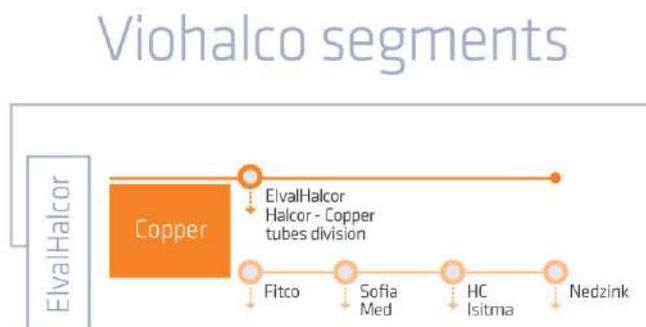 Viohalco segments
ElvalHalcor
Copper
ElvalHalcor
Halcor - Copper
tubes division
Fitco
Sofia
Med
HC
Isitma
Nedzink